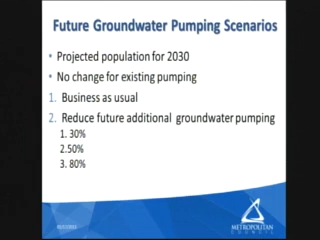 Future Groundwater Pumping Scenarios
• Projected population for 2030
• No change for existing pumping
1. Business as usual
2. Reduce future additional groundwater pumping
1. 30%
2.50%
3. 80%
METROPOLITAN
COUNCIL